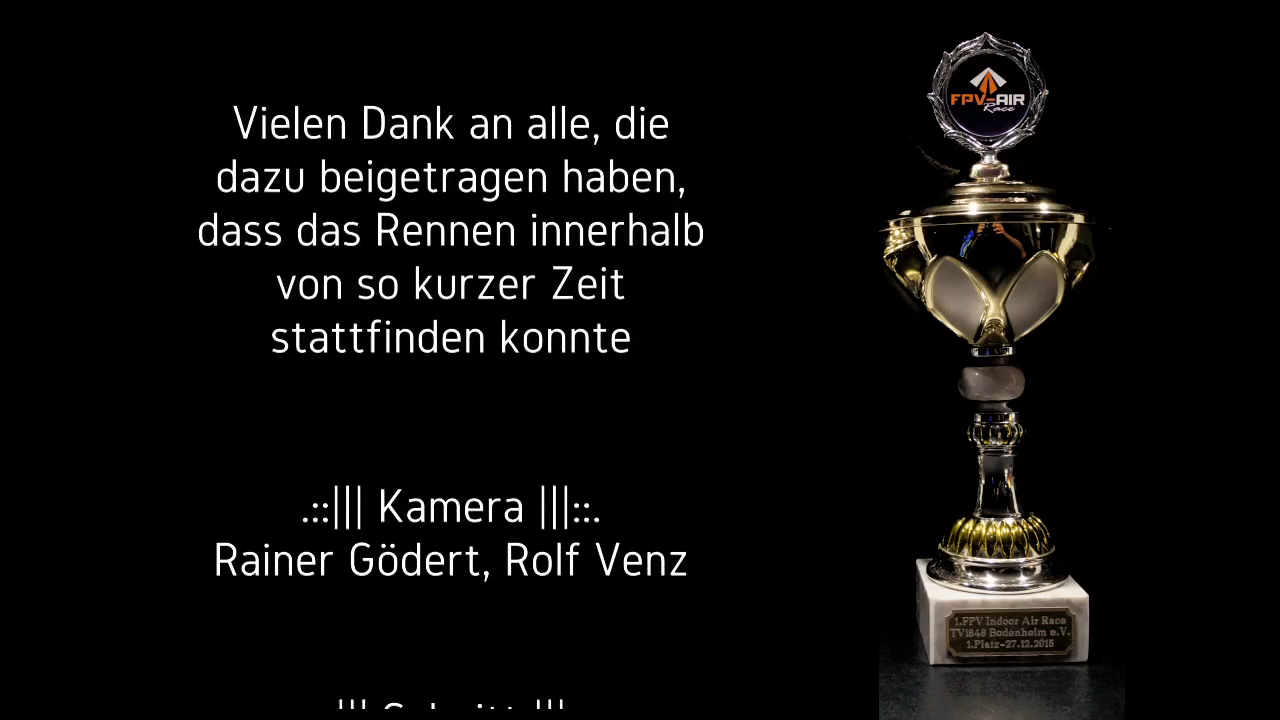 Vielen Dank an alle, die
dazu beigetragen haben,
dass das Rennen innerhalb
von so kurzer Zeit
stattfinden konnte
.::||| Kamera |||::.
Rainer Gödert, Rolf Venz
FPV-AIR
Race
1.FPV Indoor Air Race
TV1848 Bodenheim e.V.
1.Platz-27.12.2015